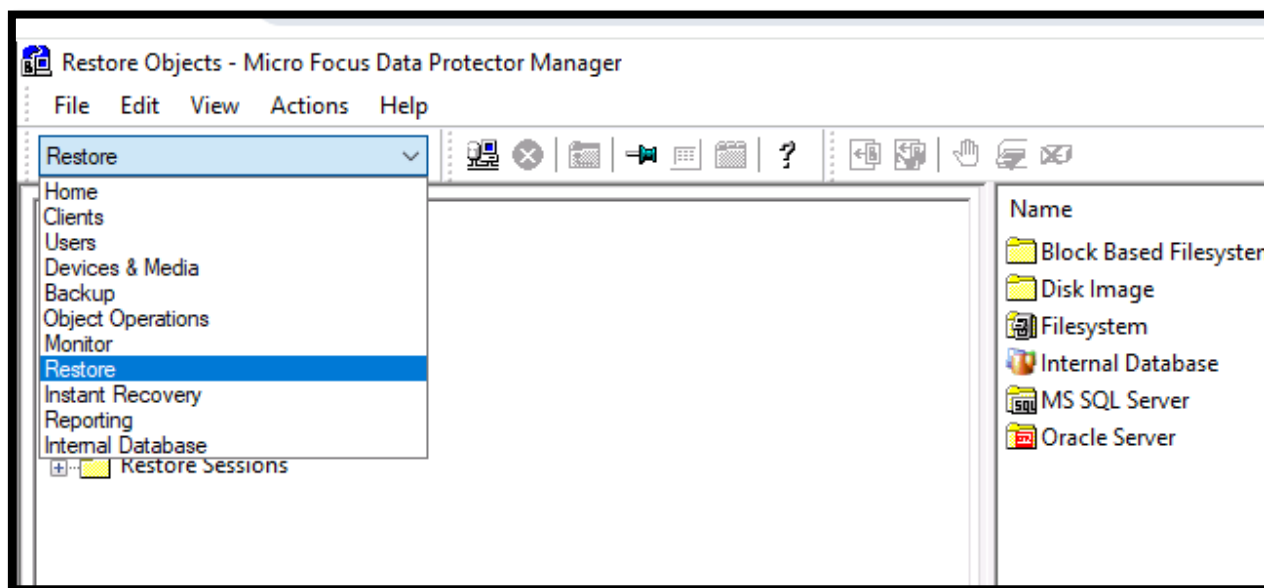 Restore Objects - Micro Focus Data Protector Manager
File Edit View Actions Help
Restore
Home
Clients
Users
Devices & Media
Backup
Object Operations
Monitor
Restore
Instant Recovery
Reporting
Internal Database
Restore Sessions
Name
Block Based Filesystem
Disk Image
Filesystem
Internal Database
SQL MS SQL Server
Oracle Server